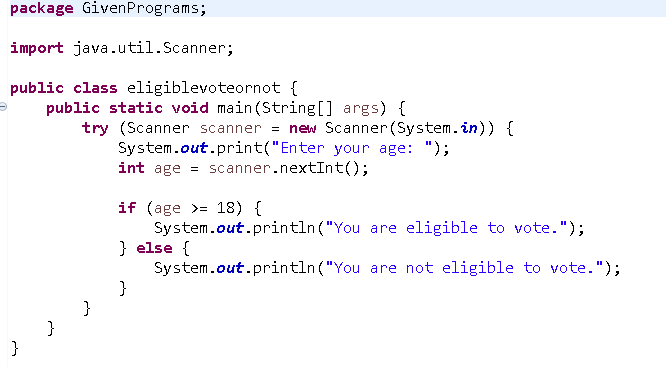 package GivenPrograms;
import java.util.Scanner;
public class eligiblevoteornot {
public static void main(String[] args) {
try (Scanner scanner = new Scanner(System.in)) {
System.out.print("Enter your age: ");
int age = scanner.nextInt();
if (age >= 18) {
System.out.println("You are eligible to vote.");
} else {
System.out.println("You are not eligible to vote.");
}
}
}
}